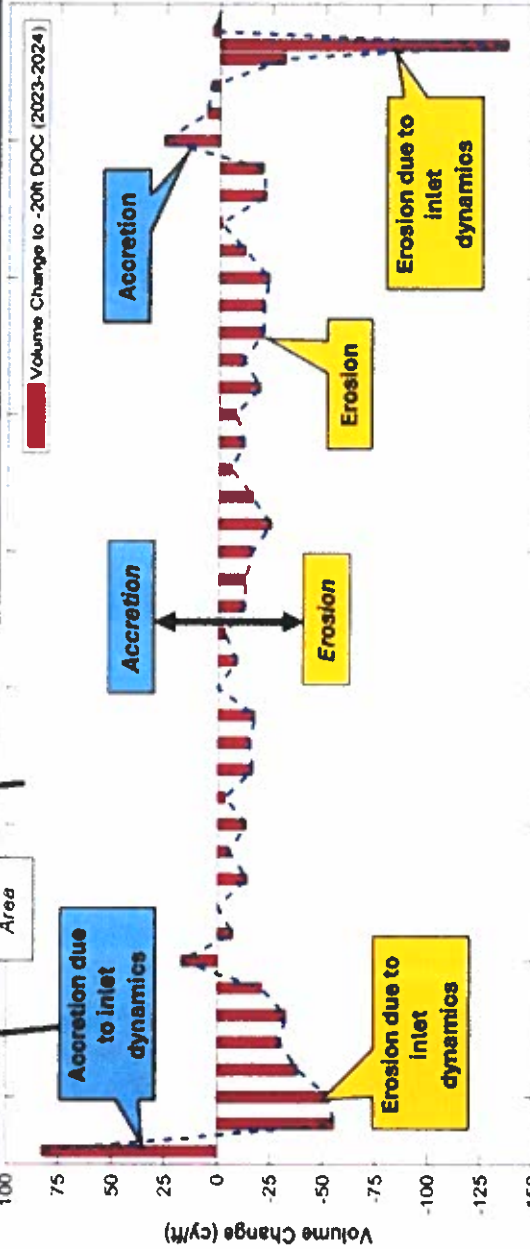 Area
Volume Change to -20ft DOC (2023-2024)
Accretion due
to inlet
dynamics
Accretion
Accretion
Erosion due to
inlet
dynamics
Erosion
Erosion
Erosion due to
inlet
dynamics
Volume Change (cy/ft)
100
75
50
25
0
-25
-50
-75
-100
-125